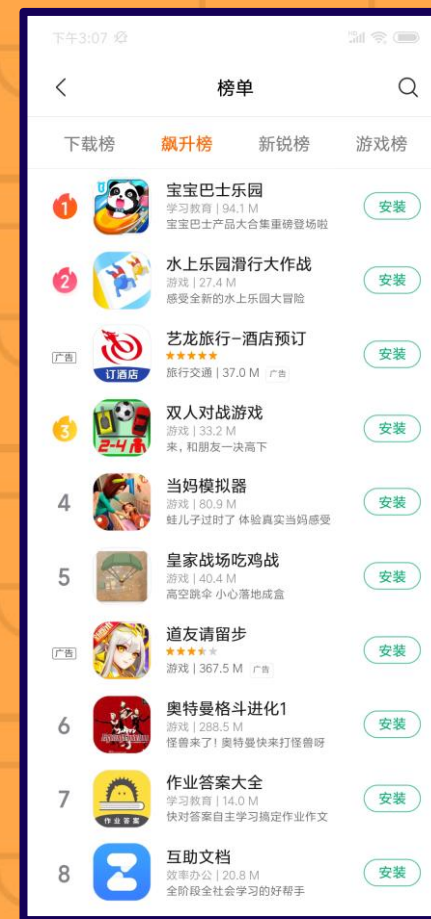 下午3:07
榜单
下载榜 飙升榜 新锐榜 游戏榜
1
宝宝巴士乐园
学习教育 | 94.1 M
宝宝巴士产品大合集重磅登场啦
安装
2
水上乐园滑行大作战
游戏 | 27.4 M
感受全新的水上乐园大冒险
安装
广告
订酒店
艺龙旅行-酒店预订
旅行交通 | 37.0 M 广告
安装
3
2-4
双人对战游戏
游戏 | 33.2 M
来，和朋友一决高下
安装
4
当妈模拟器
游戏 | 80.9 M
蛙儿子过时了 体验真实当妈感受
安装
5
皇家战场吃鸡战
游戏 | 40.4 M
高空跳伞 小心落地成盒
安装
广告
道友请留步
游戏 | 367.5 M 广告
安装
6
奥特曼格斗进化1
游戏 | 288.5 M
怪兽来了！奥特曼快来打怪兽呀
安装
7
作业答案
作业答案大全
学习教育 | 14.0 M
快对答案自主学习搞定作业作文
安装
8
互助文档
效率办公 | 20.8 M
全阶段全社会学习的好帮手
安装